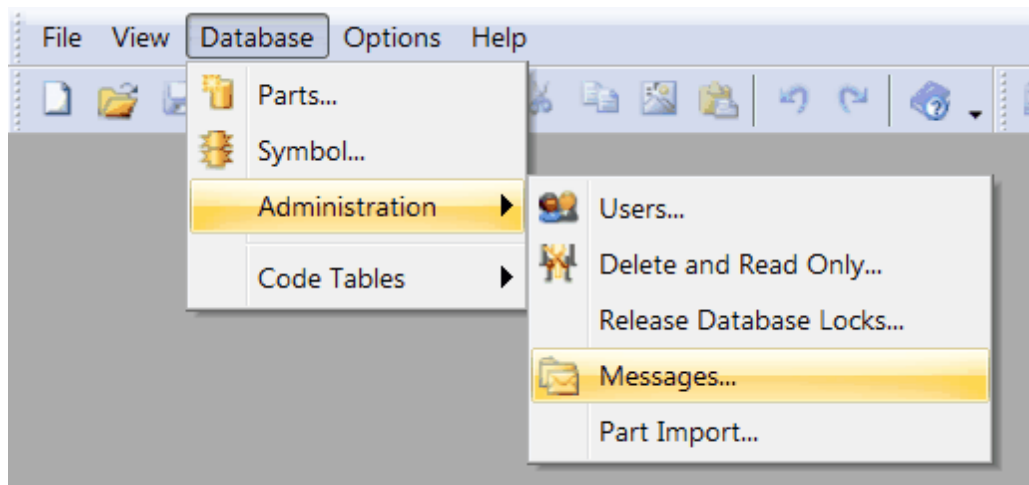 File View Database Options Help
Parts...
Symbol...
Administration
Code Tables
Users...
Delete and Read Only...
Release Database Locks...
Messages...
Part Import...